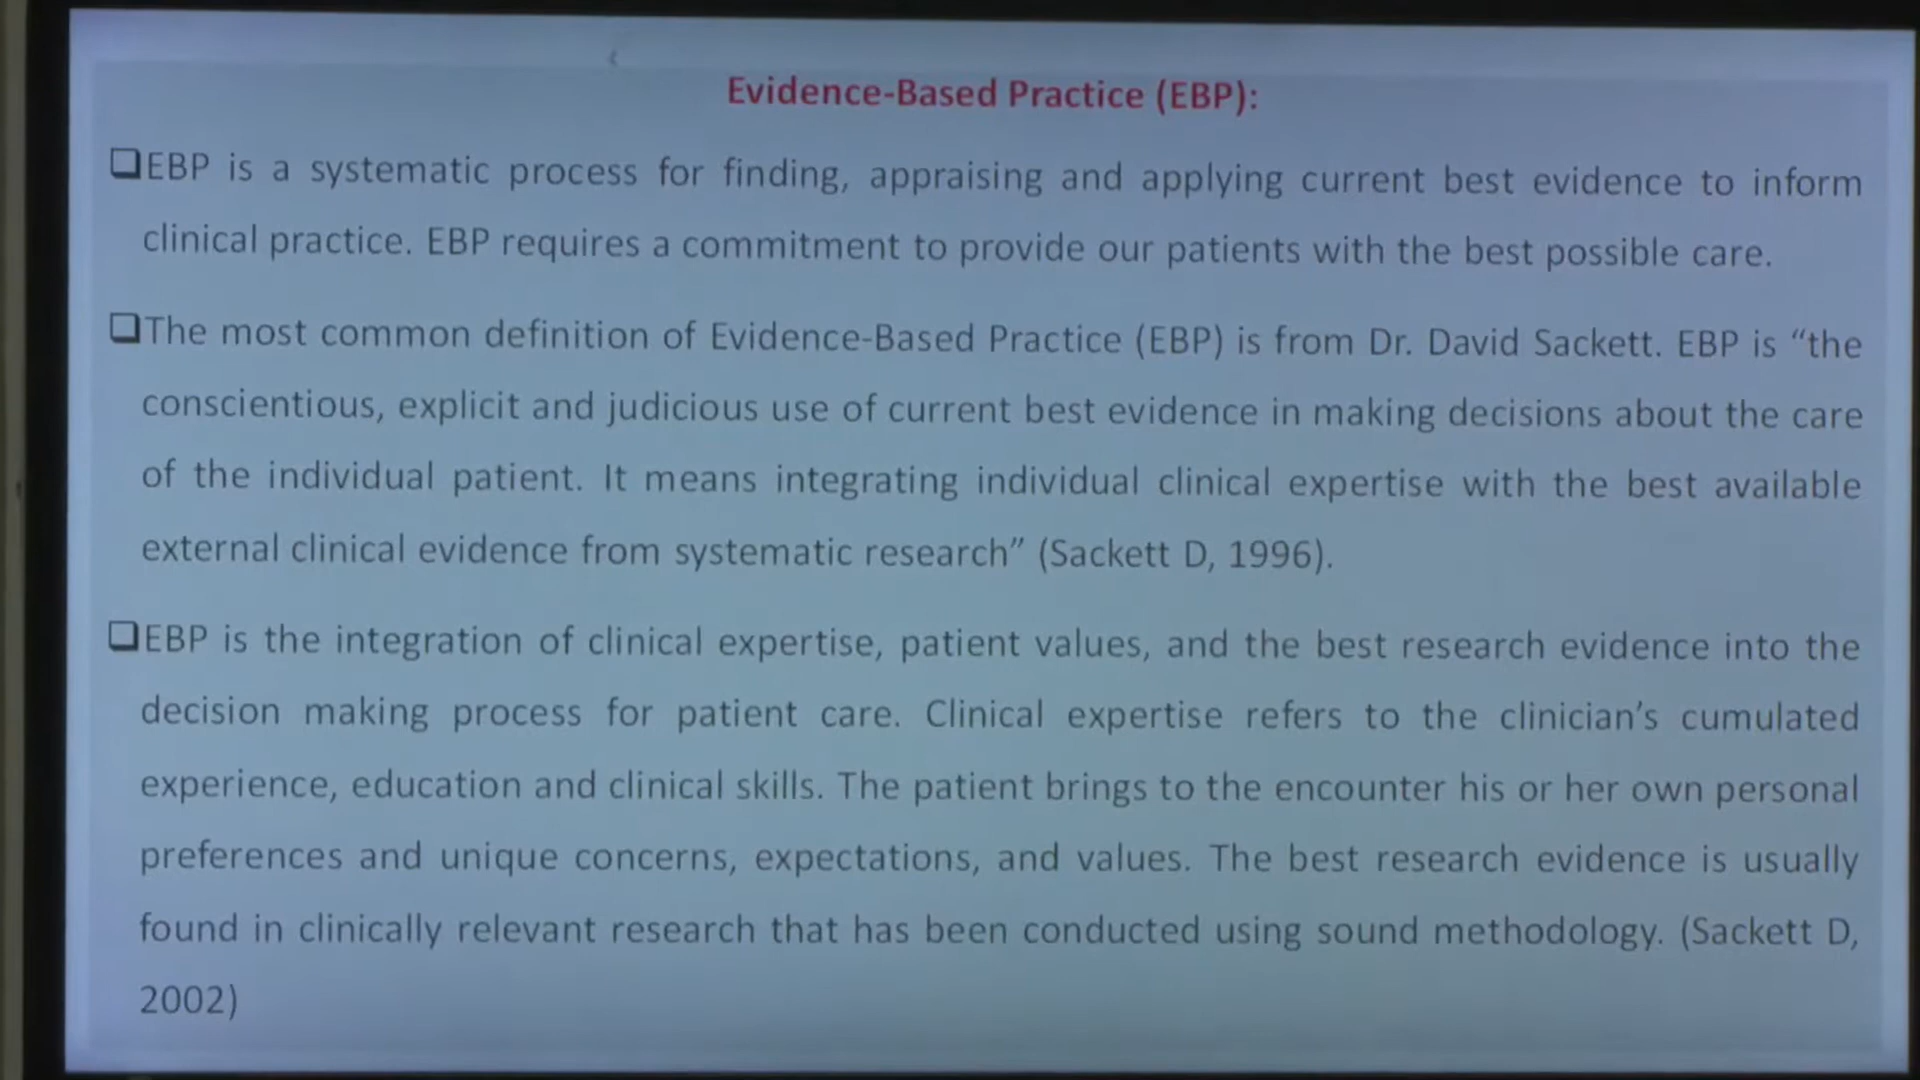 Evidence-Based Practice (EBP):
❑EBP is a systematic process for finding, appraising and applying current best evidence to inform
clinical practice. EBP requires a commitment to provide our patients with the best possible care.
❑The most common definition of Evidence-Based Practice (EBP) is from Dr. David Sackett. EBP is “the
conscientious, explicit and judicious use of current best evidence in making decisions about the care
of the individual patient. It means integrating individual clinical expertise with the best available
external clinical evidence from systematic research” (Sackett D, 1996).
❑EBP is the integration of clinical expertise, patient values, and the best research evidence into the
decision making process for patient care. Clinical expertise refers to the clinician’s cumulated
experience, education and clinical skills. The patient brings to the encounter his or her own personal
preferences and unique concerns, expectations, and values. The best research evidence is usually
found in clinically relevant research that has been conducted using sound methodology. (Sackett D,
2002)